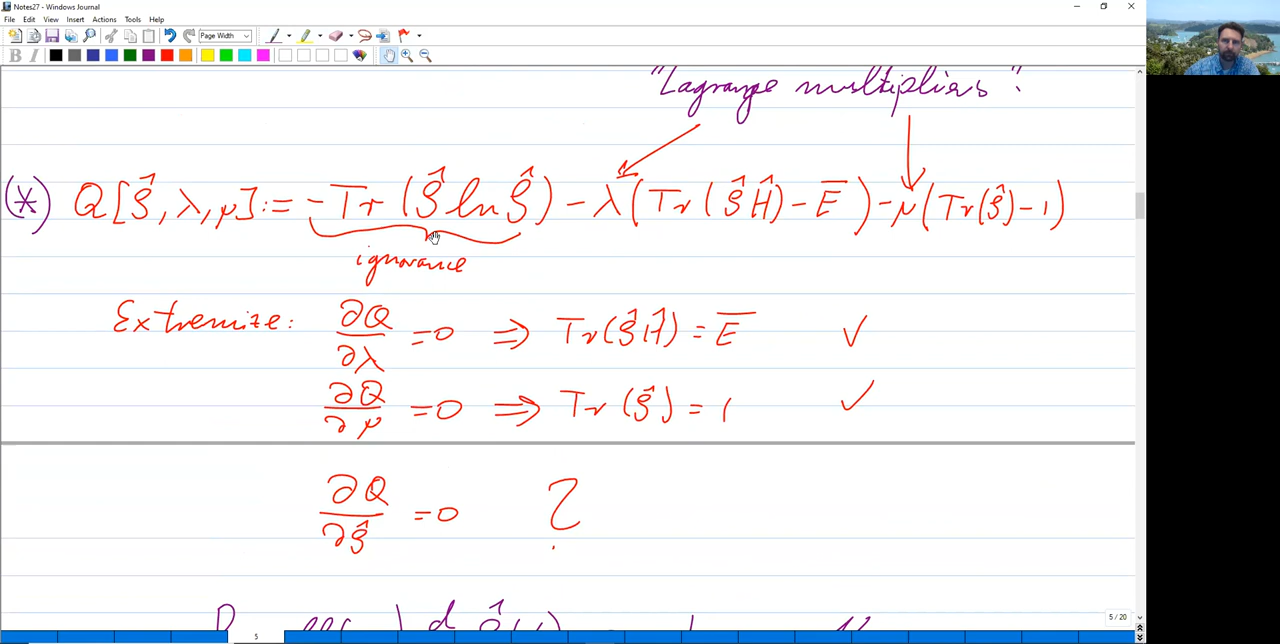 Notes27 - Windows Journal
File Edit View Insert Actions Tools Help
Page Width
B I
"Lagrange multipliers":
(*) Q[ρ̂, λ, μ] := -Tr(ρ̂ ln ρ̂) - λ(Tr(ρ̂Ĥ) - E̅) - μ(Tr(ρ̂) - 1)
ignorance
Extremize: ∂Q/∂λ = 0 ⇒ Tr(ρ̂Ĥ) = E̅ ✓
∂Q/∂μ = 0 ⇒ Tr(ρ̂) = 1 ✓
∂Q/∂ρ̂ = 0 ?
5 / 20
5